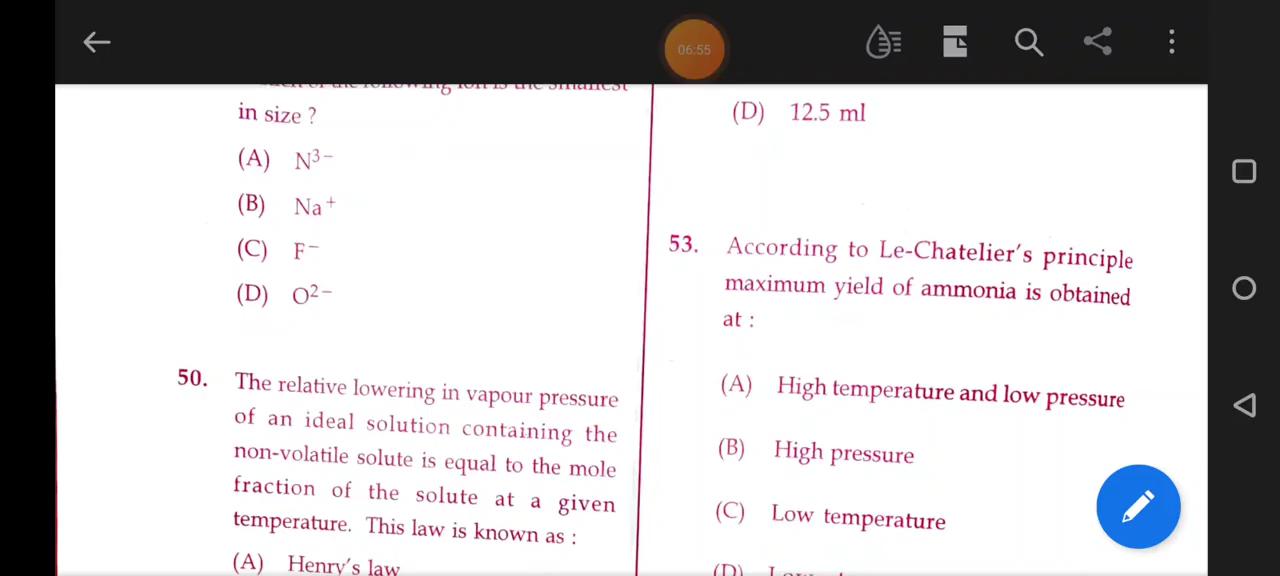 06:55
in size ?
(A) N³⁻
(B) Na⁺
(C) F⁻
(D) O²⁻
50. The relative lowering in vapour pressure
of an ideal solution containing the
non-volatile solute is equal to the mole
fraction of the solute at a given
temperature. This law is known as :
(A) Henry's law
(D) 12.5 ml
53. According to Le-Chatelier's principle
maximum yield of ammonia is obtained
at :
(A) High temperature and low pressure
(B) High pressure
(C) Low temperature
(D)